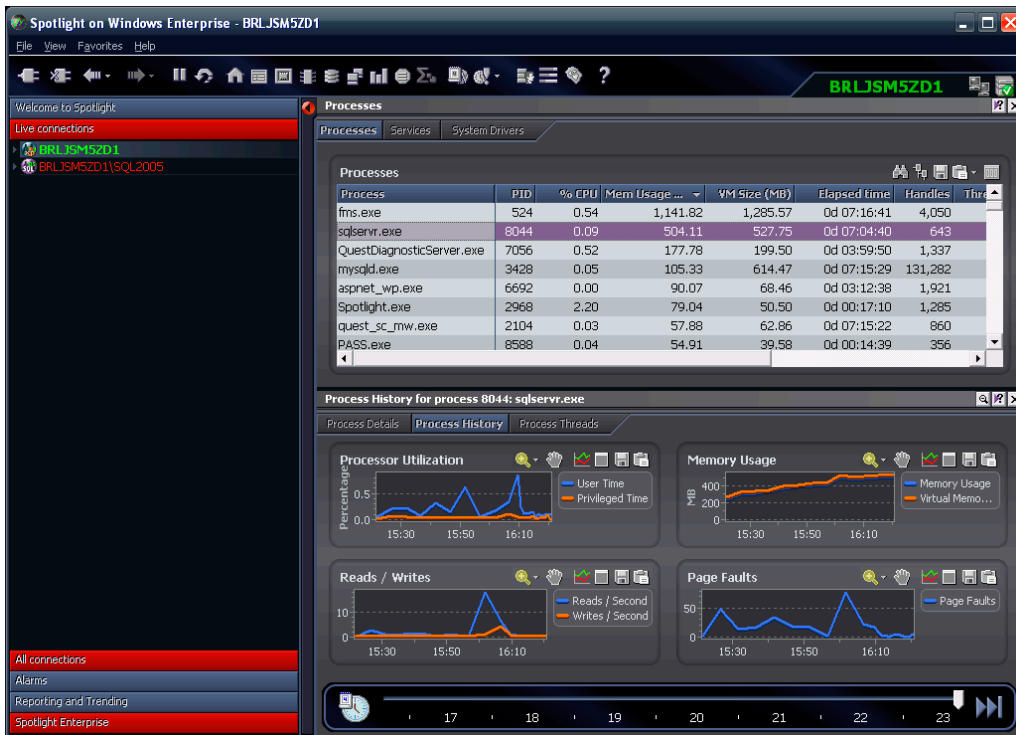 Spotlight on Windows Enterprise - BRLJSM5ZD1
File View Favorites Help
BRLJSM5ZD1
Welcome to Spotlight
Live connections
BRLJSM5ZD1
BRLJSM5ZD1\SQL2005
All connections
Alarms
Reporting and Trending
Spotlight Enterprise
Processes
Processes Services System Drivers
Processes
Process PID % CPU Mem Usage ... VM Size (MB) Elapsed time Handles Thre
fms.exe 524 0.54 1,141.82 1,285.57 0d 07:16:41 4,050
sqlservr.exe 8044 0.09 504.11 527.75 0d 07:04:40 643
QuestDiagnosticServer.exe 7056 0.52 177.78 199.50 0d 03:59:50 1,337
mysqld.exe 3428 0.05 105.33 614.47 0d 07:15:29 131,282
aspnet_wp.exe 6692 0.00 90.07 68.46 0d 03:12:38 1,921
Spotlight.exe 2968 2.20 79.04 50.50 0d 00:17:10 1,285
quest_sc_mw.exe 2104 0.03 57.88 62.86 0d 07:15:22 860
PASS.exe 8588 0.04 54.91 39.58 0d 00:14:39 356
Process History for process 8044: sqlservr.exe
Process Details Process History Process Threads
Processor Utilization
Percentage
0.5
0.0
15:30 15:50 16:10
User Time
Privileged Time
Memory Usage
MB
400
200
0
15:30 15:50 16:10
Memory Usage
Virtual Memo...
Reads / Writes
10
0
15:30 15:50 16:10
Reads / Second
Writes / Second
Page Faults
50
0
15:30 15:50 16:10
Page Faults
17 18 19 20 21 22 23